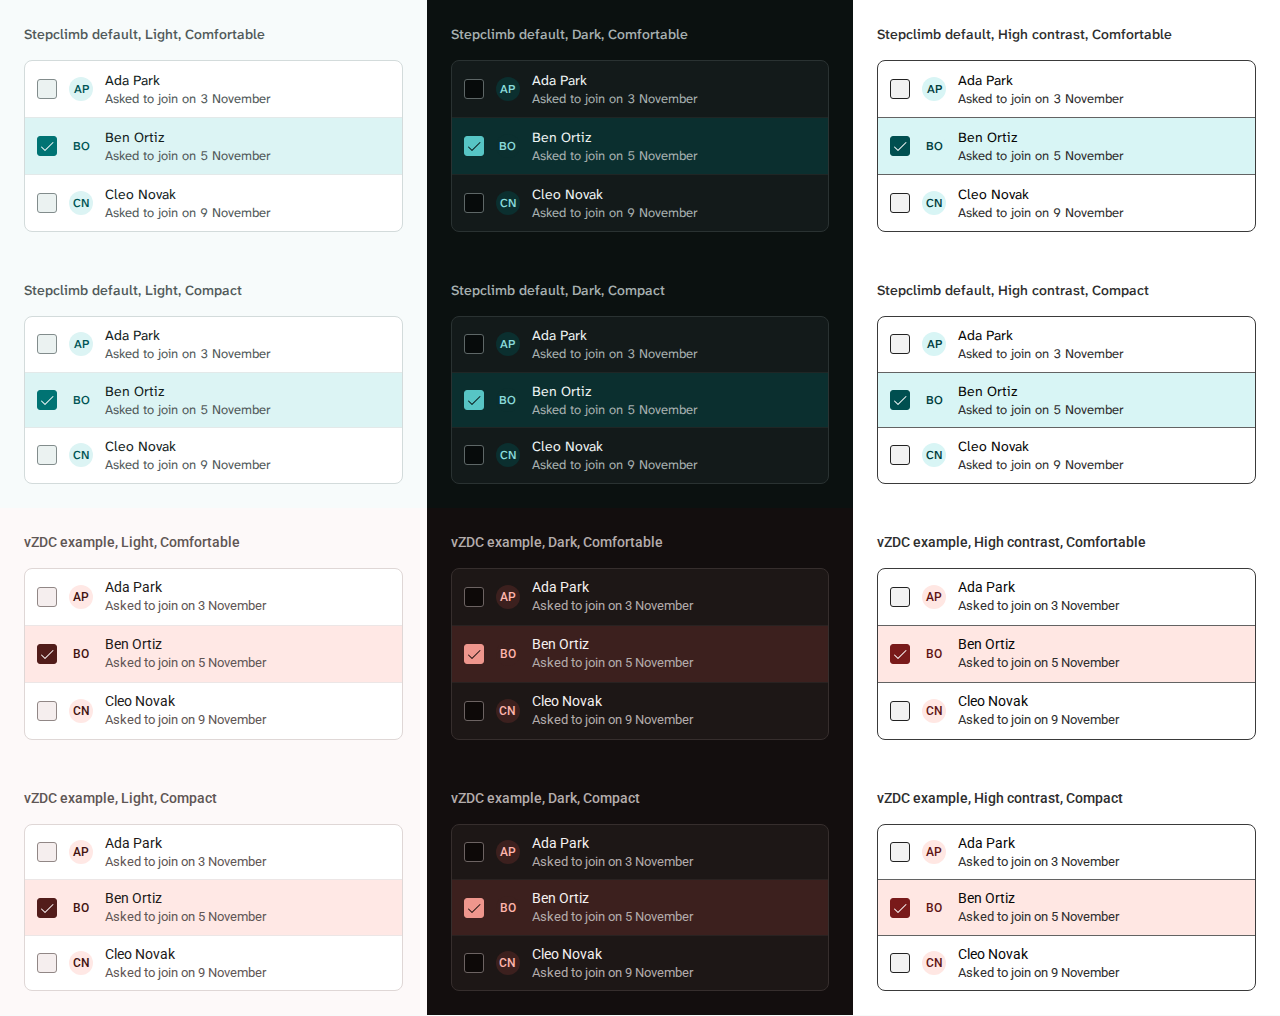 Stepclimb default, Light, Comfortable
AP
Ada Park
Asked to join on 3 November
BO
Ben Ortiz
Asked to join on 5 November
CN
Cleo Novak
Asked to join on 9 November
Stepclimb default, Dark, Comfortable
AP
Ada Park
Asked to join on 3 November
BO
Ben Ortiz
Asked to join on 5 November
CN
Cleo Novak
Asked to join on 9 November
Stepclimb default, High contrast, Comfortable
AP
Ada Park
Asked to join on 3 November
BO
Ben Ortiz
Asked to join on 5 November
CN
Cleo Novak
Asked to join on 9 November
Stepclimb default, Light, Compact
AP
Ada Park
Asked to join on 3 November
BO
Ben Ortiz
Asked to join on 5 November
CN
Cleo Novak
Asked to join on 9 November
Stepclimb default, Dark, Compact
AP
Ada Park
Asked to join on 3 November
BO
Ben Ortiz
Asked to join on 5 November
CN
Cleo Novak
Asked to join on 9 November
Stepclimb default, High contrast, Compact
AP
Ada Park
Asked to join on 3 November
BO
Ben Ortiz
Asked to join on 5 November
CN
Cleo Novak
Asked to join on 9 November
vZDC example, Light, Comfortable
AP
Ada Park
Asked to join on 3 November
BO
Ben Ortiz
Asked to join on 5 November
CN
Cleo Novak
Asked to join on 9 November
vZDC example, Dark, Comfortable
AP
Ada Park
Asked to join on 3 November
BO
Ben Ortiz
Asked to join on 5 November
CN
Cleo Novak
Asked to join on 9 November
vZDC example, High contrast, Comfortable
AP
Ada Park
Asked to join on 3 November
BO
Ben Ortiz
Asked to join on 5 November
CN
Cleo Novak
Asked to join on 9 November
vZDC example, Light, Compact
AP
Ada Park
Asked to join on 3 November
BO
Ben Ortiz
Asked to join on 5 November
CN
Cleo Novak
Asked to join on 9 November
vZDC example, Dark, Compact
AP
Ada Park
Asked to join on 3 November
BO
Ben Ortiz
Asked to join on 5 November
CN
Cleo Novak
Asked to join on 9 November
vZDC example, High contrast, Compact
AP
Ada Park
Asked to join on 3 November
BO
Ben Ortiz
Asked to join on 5 November
CN
Cleo Novak
Asked to join on 9 November